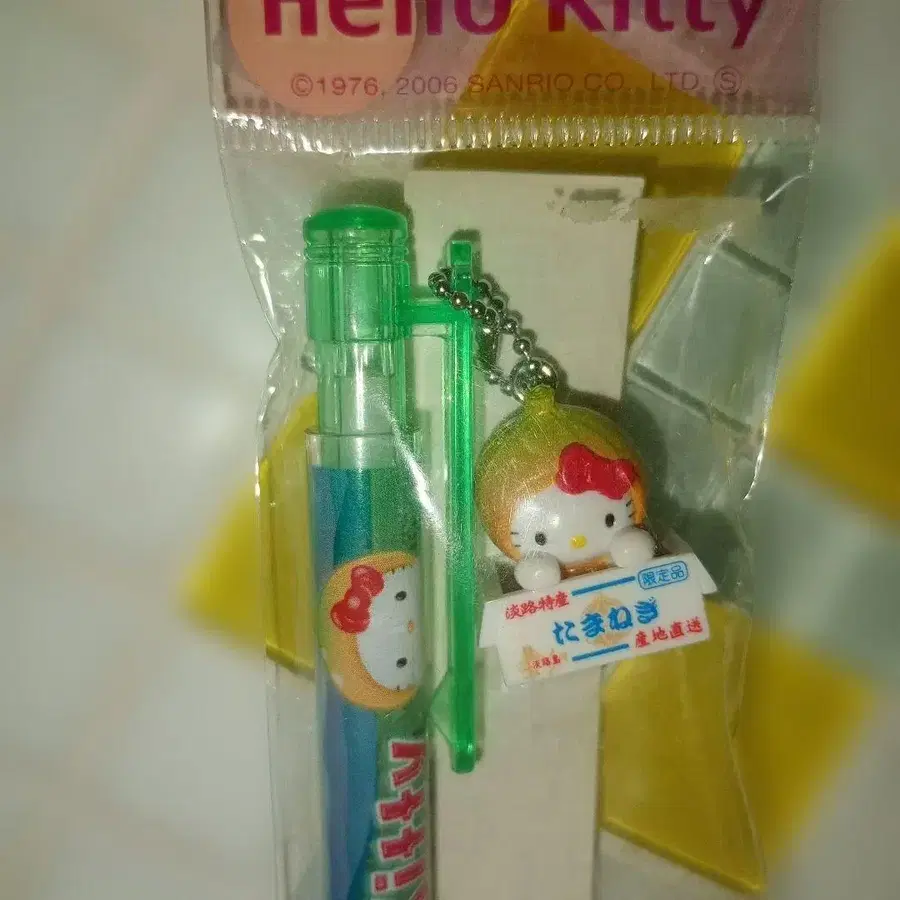 Hello Kitty
©1976, 2006 SANRIO CO., LTD. Ⓢ
限定品
淡路特産
たまねぎ
淡路島
産地直送